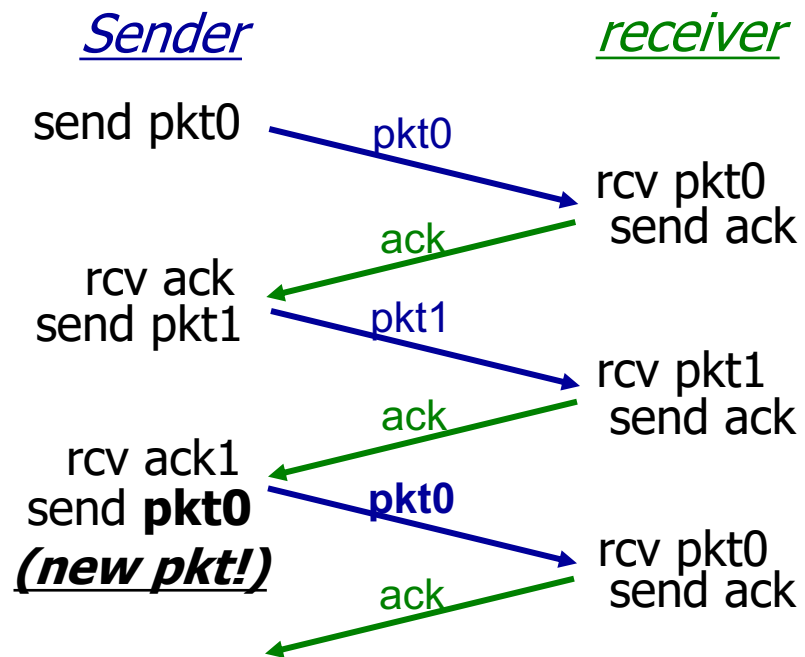 Sender
receiver
send pkt0
pkt0
rcv pkt0
send ack
ack
rcv ack
send pkt1
pkt1
rcv pkt1
send ack
ack
rcv ack1
send pkt0
(new pkt!)
pkt0
rcv pkt0
send ack
ack